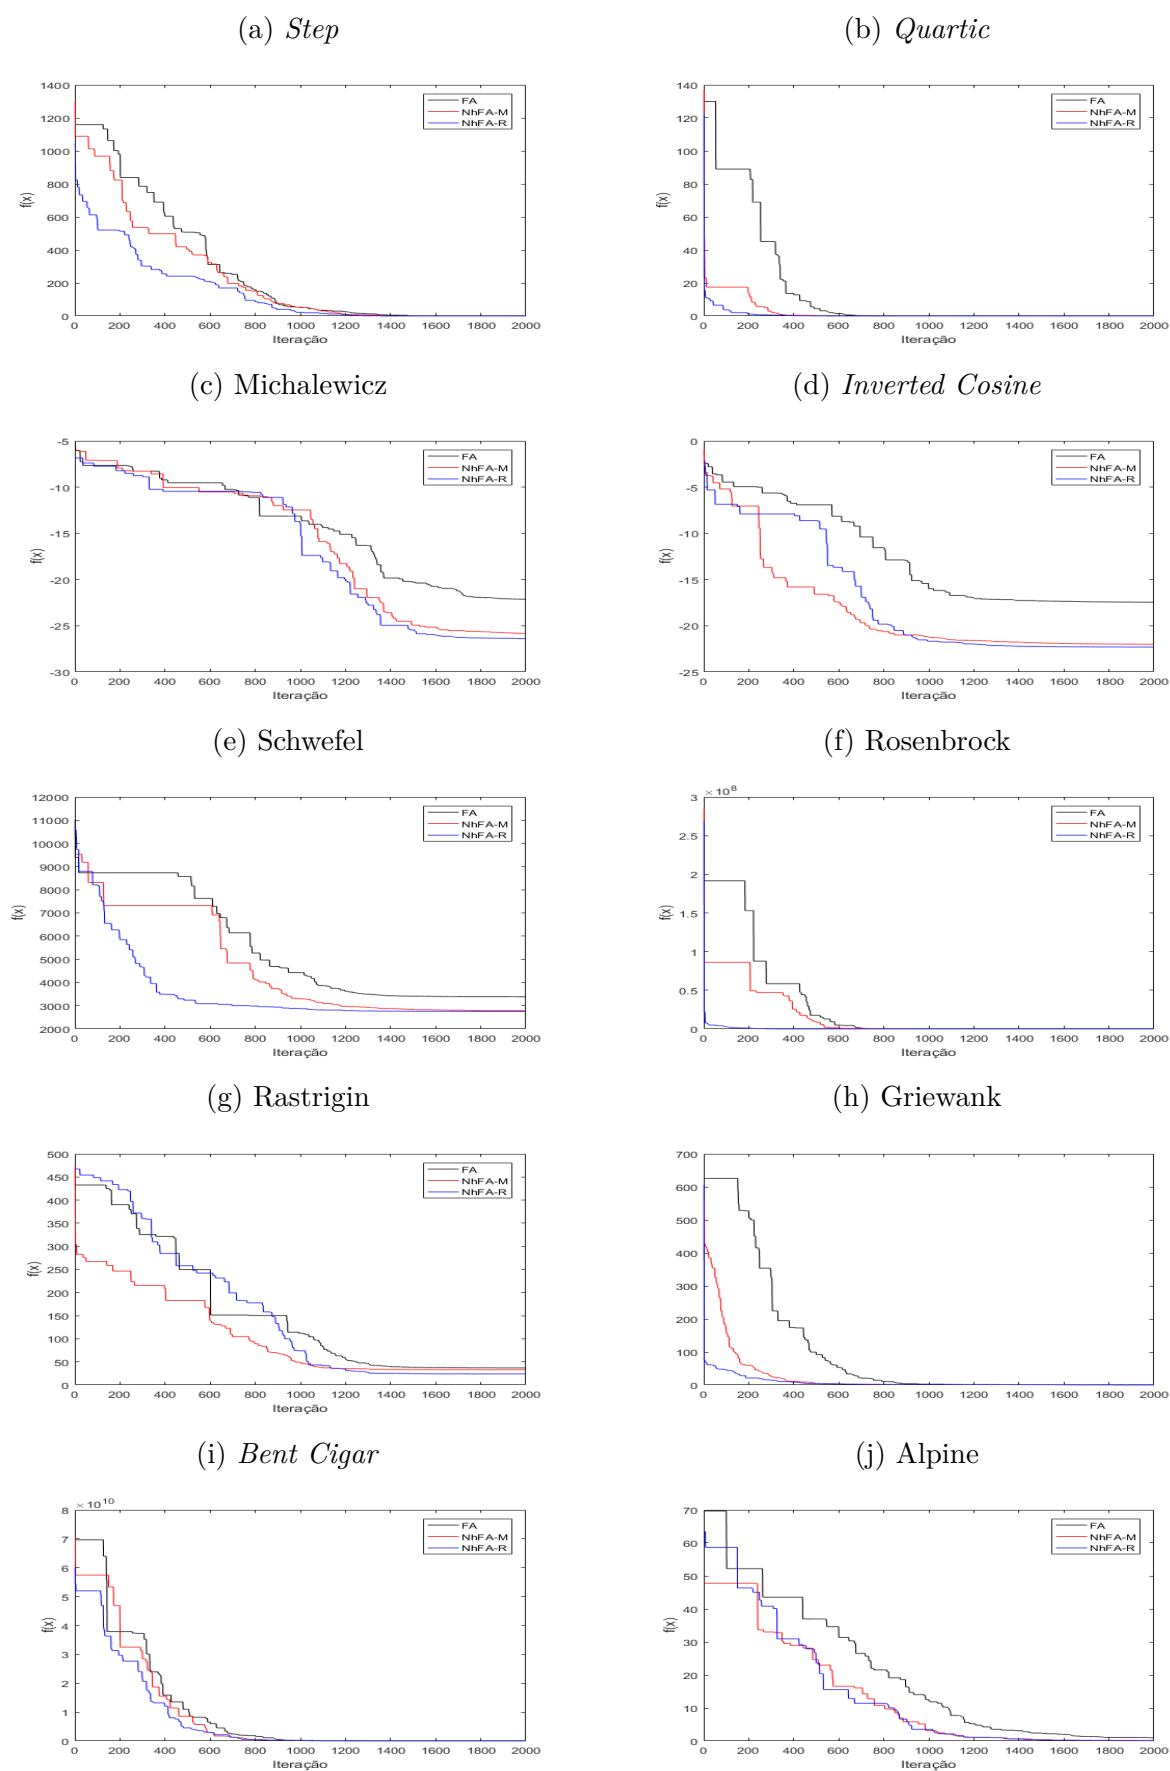 (a) Step
(b) Quartic
1400
1200
1000
800
600
400
200
0
f(x)
FA
NhFA-M
NhFA-R
0 200 400 600 800 1000 1200 1400 1600 1800 2000
Iteração
140
120
100
80
60
40
20
0
f(x)
FA
NhFA-M
NhFA-R
0 200 400 600 800 1000 1200 1400 1600 1800 2000
Iteração
(c) Michalewicz
(d) Inverted Cosine
-5
-10
-15
-20
-25
-30
f(x)
FA
NhFA-M
NhFA-R
0 200 400 600 800 1000 1200 1400 1600 1800 2000
Iteração
0
-5
-10
-15
-20
-25
f(x)
FA
NhFA-M
NhFA-R
0 200 400 600 800 1000 1200 1400 1600 1800 2000
Iteração
(e) Schwefel
(f) Rosenbrock
12000
11000
10000
9000
8000
7000
6000
5000
4000
3000
2000
f(x)
FA
NhFA-M
NhFA-R
0 200 400 600 800 1000 1200 1400 1600 1800 2000
Iteração
× 10^8
3
2.5
2
1.5
1
0.5
0
f(x)
FA
NhFA-M
NhFA-R
0 200 400 600 800 1000 1200 1400 1600 1800 2000
Iteração
(g) Rastrigin
(h) Griewank
500
450
400
350
300
250
200
150
100
50
0
f(x)
FA
NhFA-M
NhFA-R
0 200 400 600 800 1000 1200 1400 1600 1800 2000
Iteração
700
600
500
400
300
200
100
0
f(x)
FA
NhFA-M
NhFA-R
0 200 400 600 800 1000 1200 1400 1600 1800 2000
Iteração
(i) Bent Cigar
(j) Alpine
× 10^10
8
7
6
5
4
3
2
1
0
f(x)
FA
NhFA-M
NhFA-R
0 200 400 600 800 1000 1200 1400 1600 1800 2000
Iteração
70
60
50
40
30
20
10
0
f(x)
FA
NhFA-M
NhFA-R
0 200 400 600 800 1000 1200 1400 1600 1800 2000
Iteração